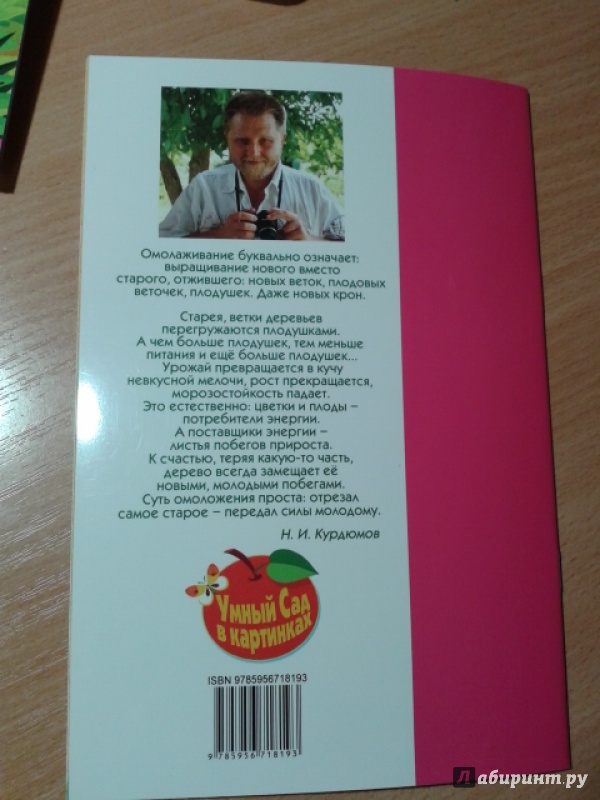 Омолаживание буквально означает:
выращивание нового вместо
старого, отжившего: новых веток, плодовых
веточек, плодушек. Даже новых крон.
Старея, ветки деревьев
перегружаются плодушками.
А чем больше плодушек, тем меньше
питания и ещё больше плодушек...
Урожай превращается в кучу
невкусной мелочи, рост прекращается,
морозостойкость падает.
Это естественно: цветки и плоды –
потребители энергии.
А поставщики энергии –
листья побегов прироста.
К счастью, теряя какую-то часть,
дерево всегда замещает её
новыми, молодыми побегами.
Суть омоложения проста: отрезал
самое старое – передал силы молодому.
Н. И. Курдюмов
Умный Сад
в картинках
ISBN 9785956718193
9 785956 718193
Лабиринт.ру